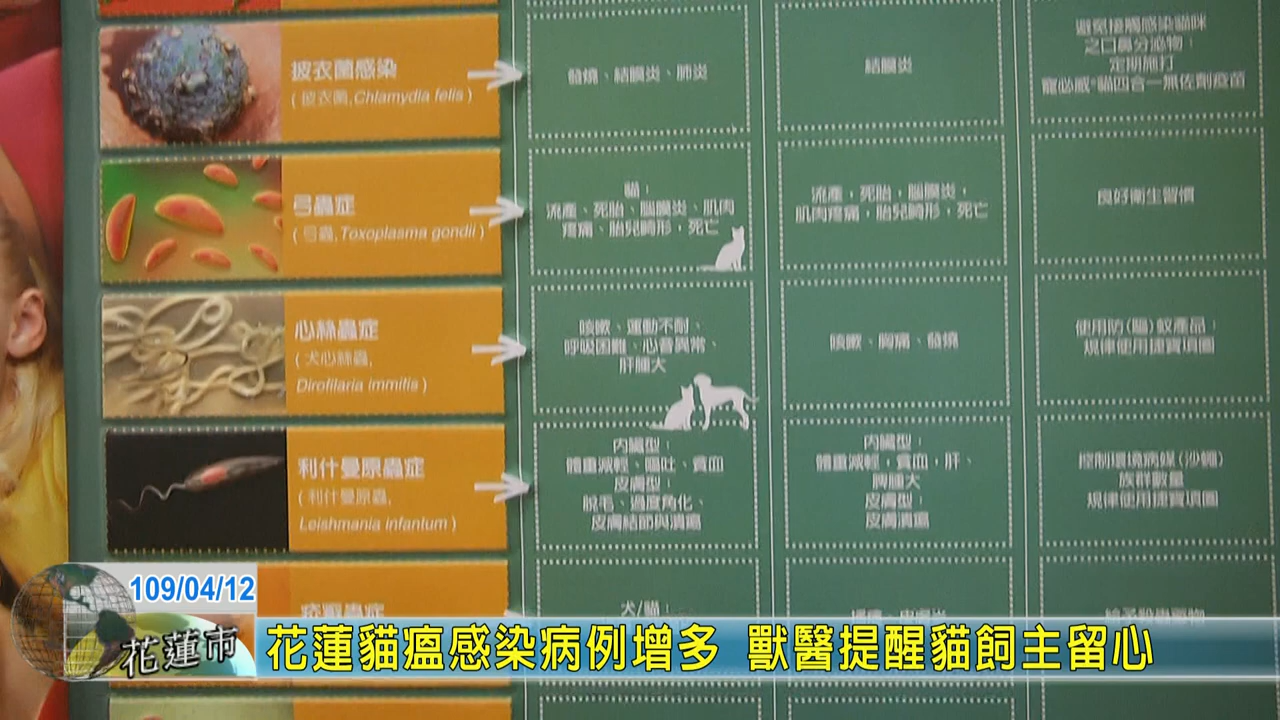 披衣菌感染
( 披衣菌,Chlamydia felis )
發燒、結膜炎、肺炎
結膜炎
避免接觸感染貓咪
之口鼻分泌物，
定期施打
寵必威®貓四合一無佐劑疫苗
弓蟲症
( 弓蟲,Toxoplasma gondii )
貓：
流產、死胎、腦膜炎、肌肉
疼痛、胎兒畸形，死亡
流產，死胎，腦膜炎，
肌肉疼痛，胎兒畸形，死亡
良好衛生習慣
心絲蟲症
( 犬心絲蟲,
Dirofilaria immitis )
咳嗽、運動不耐、
呼吸困難、心音異常、
肝腫大
咳嗽、胸痛、發燒
使用防(驅)蚊產品，
規律使用捷寶項圈
利什曼原蟲症
( 利什曼原蟲,
Leishmania infantum )
內臟型：
體重減輕、嘔吐、貧血
皮膚型：
脫毛、過度角化、
皮膚結節與潰瘍
內臟型：
體重減輕，貧血，肝、
脾腫大
皮膚型：
皮膚潰瘍
控制環境病媒(沙蠅)
族群數量
規律使用捷寶項圈
犬/貓：
109/04/12
花蓮市
花蓮貓瘟感染病例增多 獸醫提醒貓飼主留心